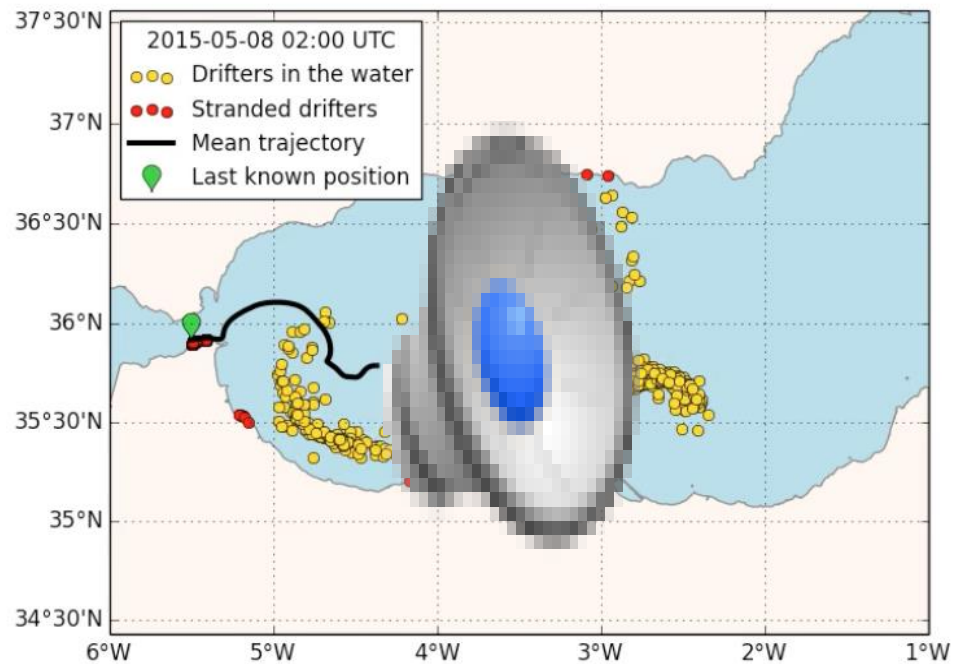 37°30'N
2015-05-08 02:00 UTC
Drifters in the water
Stranded drifters
Mean trajectory
Last known position
37°N
36°30'N
36°N
35°30'N
35°N
34°30'N
6°W 5°W 4°W 3°W 2°W 1°W